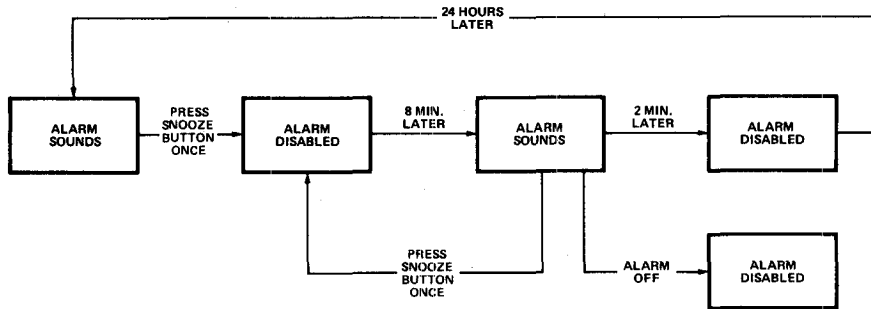 24 HOURS
LATER
ALARM
SOUNDS
PRESS
SNOOZE
BUTTON
ONCE
ALARM
DISABLED
8 MIN.
LATER
ALARM
SOUNDS
2 MIN.
LATER
ALARM
DISABLED
PRESS
SNOOZE
BUTTON
ONCE
ALARM
OFF
ALARM
DISABLED